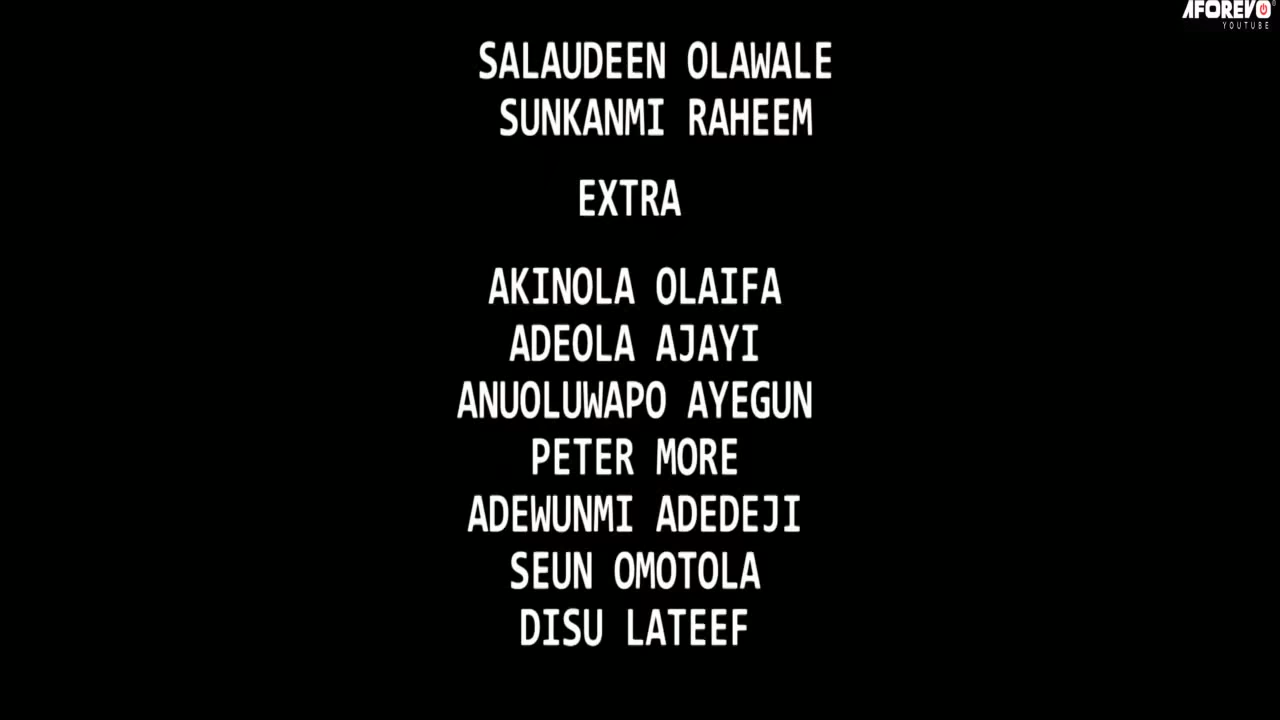 AFOREVO
YOUTUBE
SALAUDEEN OLAWALE
SUNKANMI RAHEEM
EXTRA
AKINOLA OLAIFA
ADEOLA AJAYI
ANUOLUWAPO AYEGUN
PETER MORE
ADEWUNMI ADEDEJI
SEUN OMOTOLA
DISU LATEEF